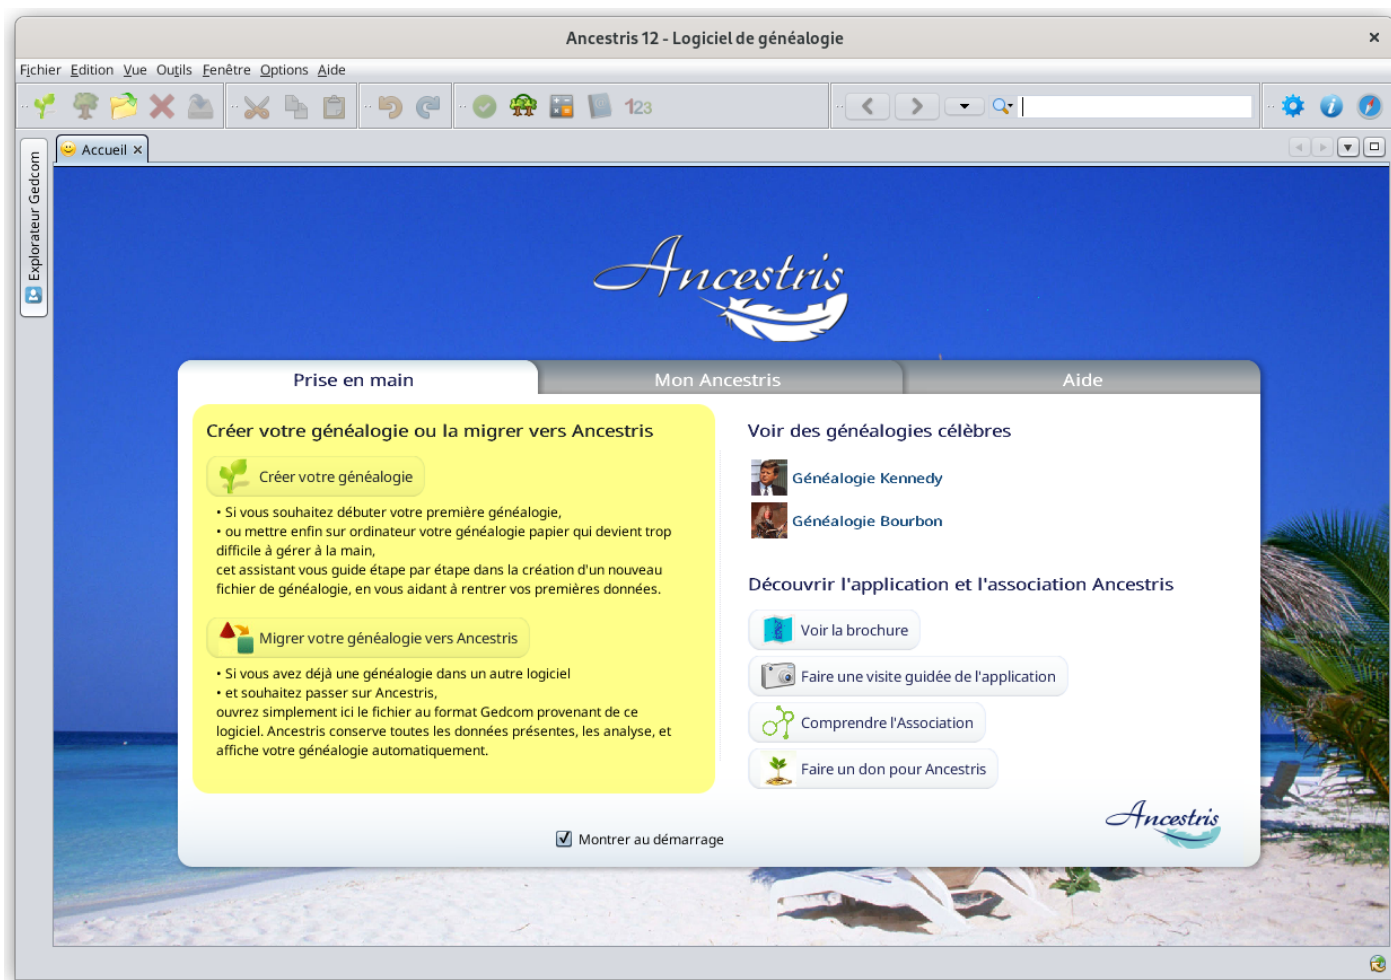 Ancestris 12 - Logiciel de généalogie
Fichier Edition Vue Outils Fenêtre Options Aide
123
Accueil
Explorateur Gedcom
Ancestris
Prise en main
Mon Ancestris
Aide
Créer votre généalogie ou la migrer vers Ancestris
Créer votre généalogie
• Si vous souhaitez débuter votre première généalogie,
• ou mettre enfin sur ordinateur votre généalogie papier qui devient trop
difficile à gérer à la main,
cet assistant vous guide étape par étape dans la création d'un nouveau
fichier de généalogie, en vous aidant à rentrer vos premières données.
Migrer votre généalogie vers Ancestris
• Si vous avez déjà une généalogie dans un autre logiciel
• et souhaitez passer sur Ancestris,
ouvrez simplement ici le fichier au format Gedcom provenant de ce
logiciel. Ancestris conserve toutes les données présentes, les analyse, et
affiche votre généalogie automatiquement.
Voir des généalogies célèbres
Généalogie Kennedy
Généalogie Bourbon
Découvrir l'application et l'association Ancestris
Voir la brochure
Faire une visite guidée de l'application
Comprendre l'Association
Faire un don pour Ancestris
Ancestris
Montrer au démarrage